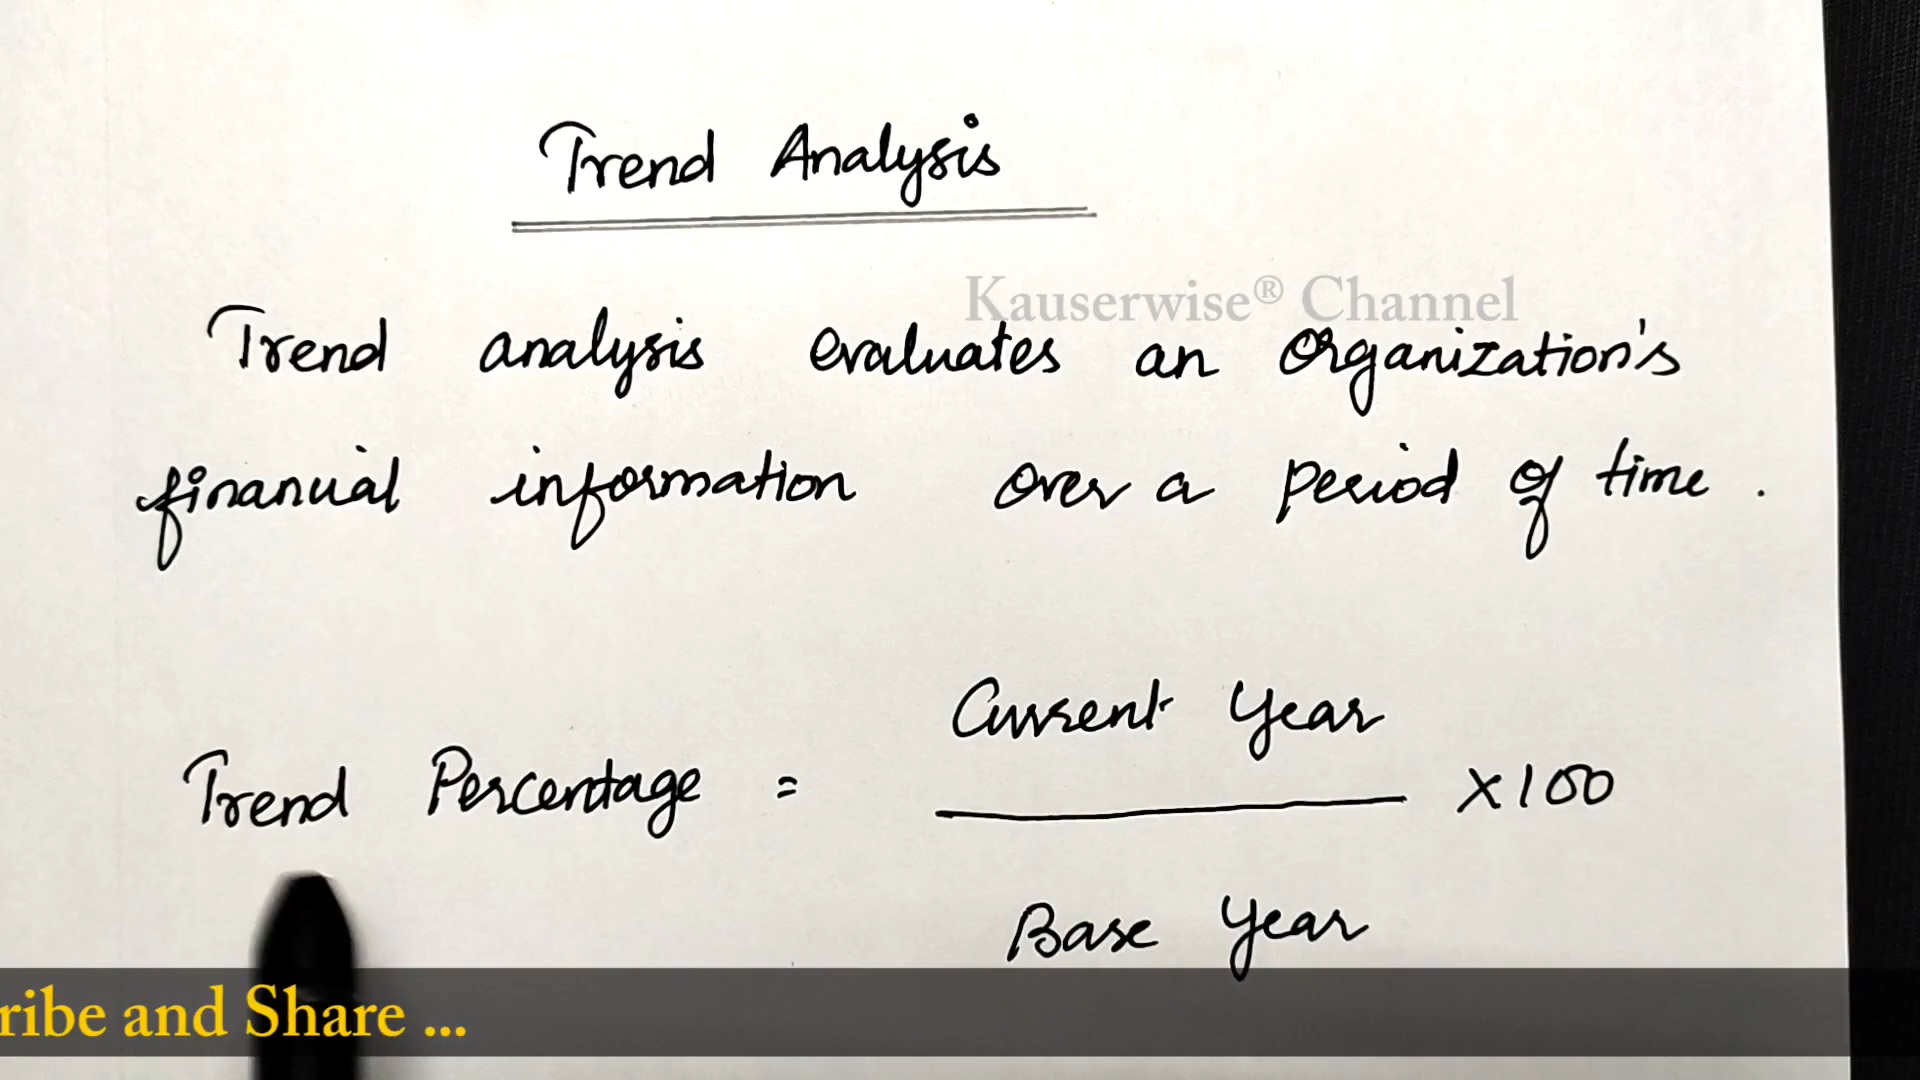 Trend Analysis
Kauserwise® Channel
Trend analysis evaluates an Organization's
financial information over a period of time.
Current Year
Trend Percentage = ——— X100
Base Year
ribe and Share ...